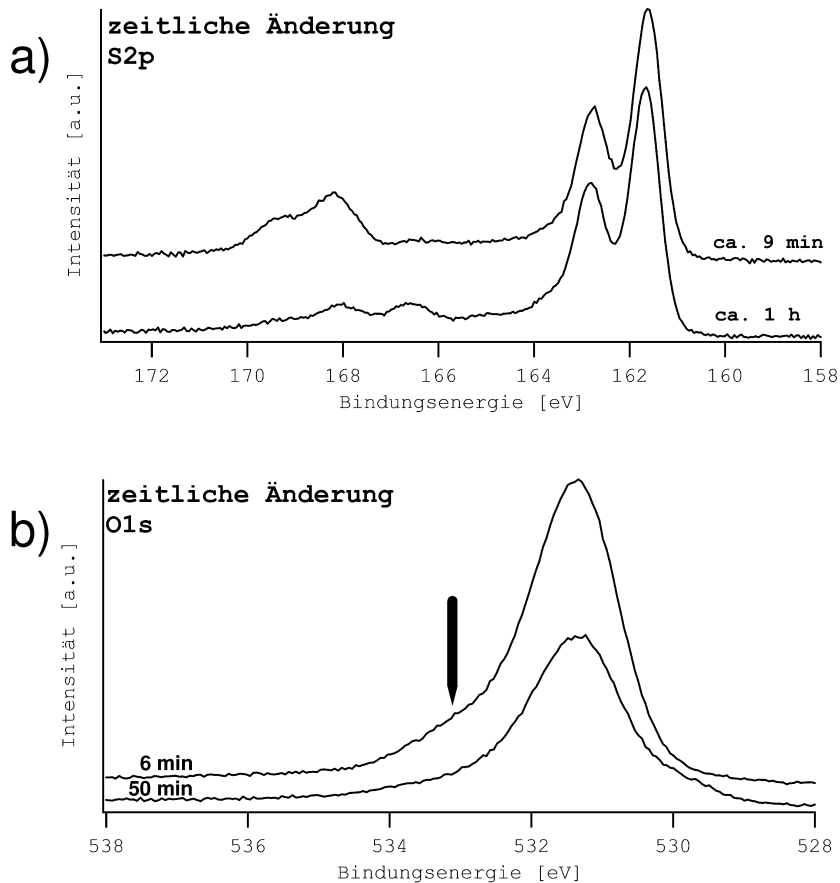 a)
zeitliche Änderung
S2p
Intensität [a.u.]
ca. 9 min
ca. 1 h
172 170 168 166 164 162 160 158
Bindungsenergie [eV]
b)
zeitliche Änderung
O1s
Intensität [a.u.]
6 min
50 min
538 536 534 532 530 528
Bindungsenergie [eV]